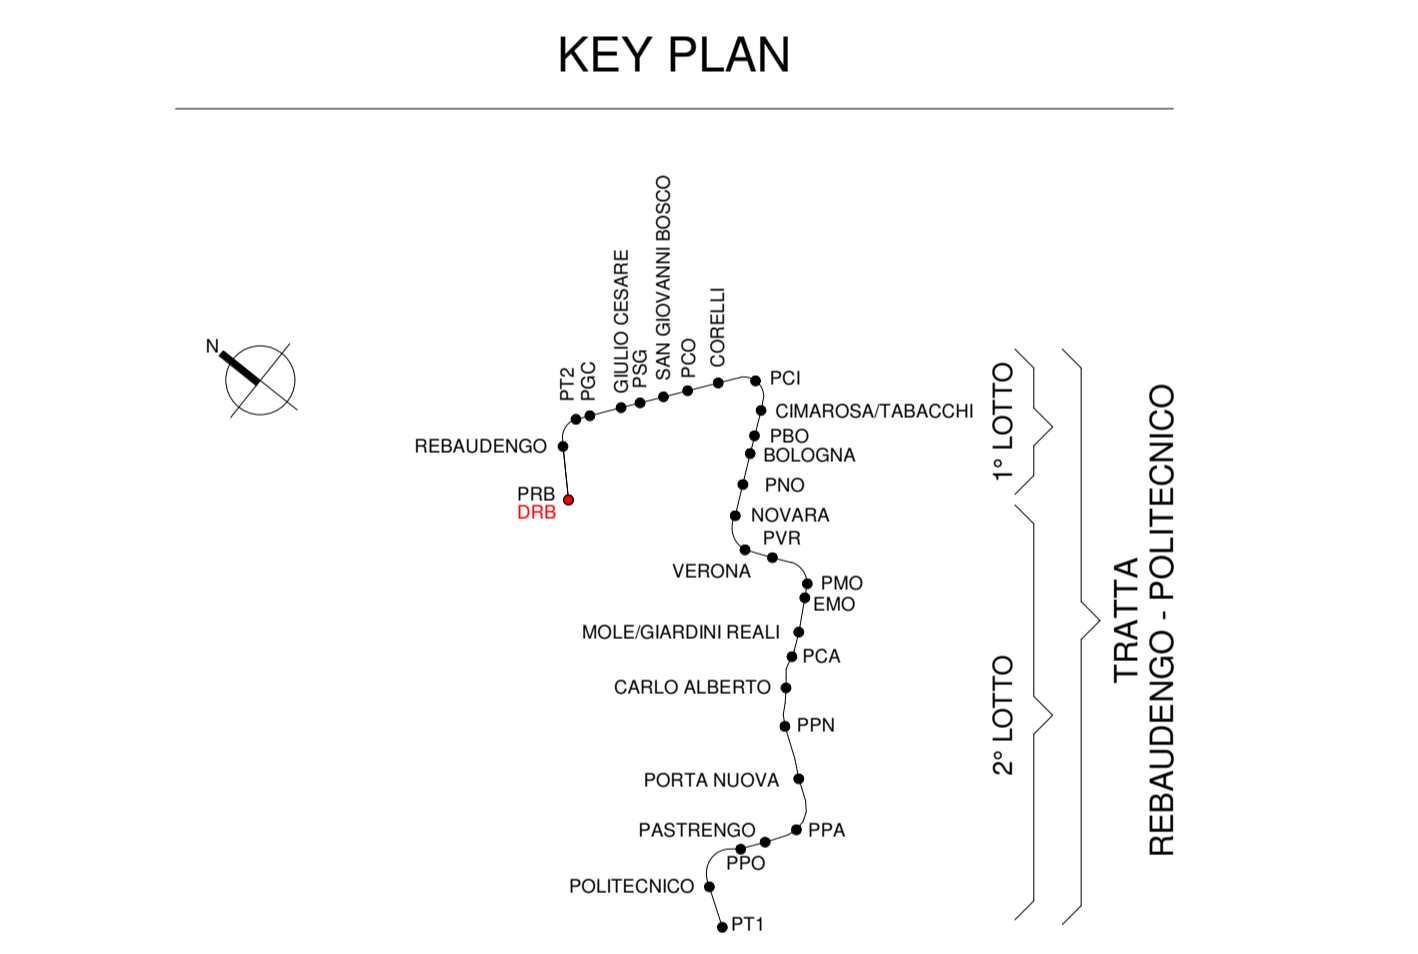 KEY PLAN
N
PT2
PGC
GIULIO CESARE
PSG
SAN GIOVANNI BOSCO
PCO
CORELLI
PCI
CIMAROSA/TABACCHI
PBO
BOLOGNA
REBAUDENGO
PRB
DRB
PNO
NOVARA
PVR
VERONA
PMO
EMO
MOLE/GIARDINI REALI
PCA
CARLO ALBERTO
PPN
PORTA NUOVA
PASTRENGO
PPA
PPO
POLITECNICO
PT1
1° LOTTO
2° LOTTO
TRATTA
REBAUDENGO - POLITECNICO